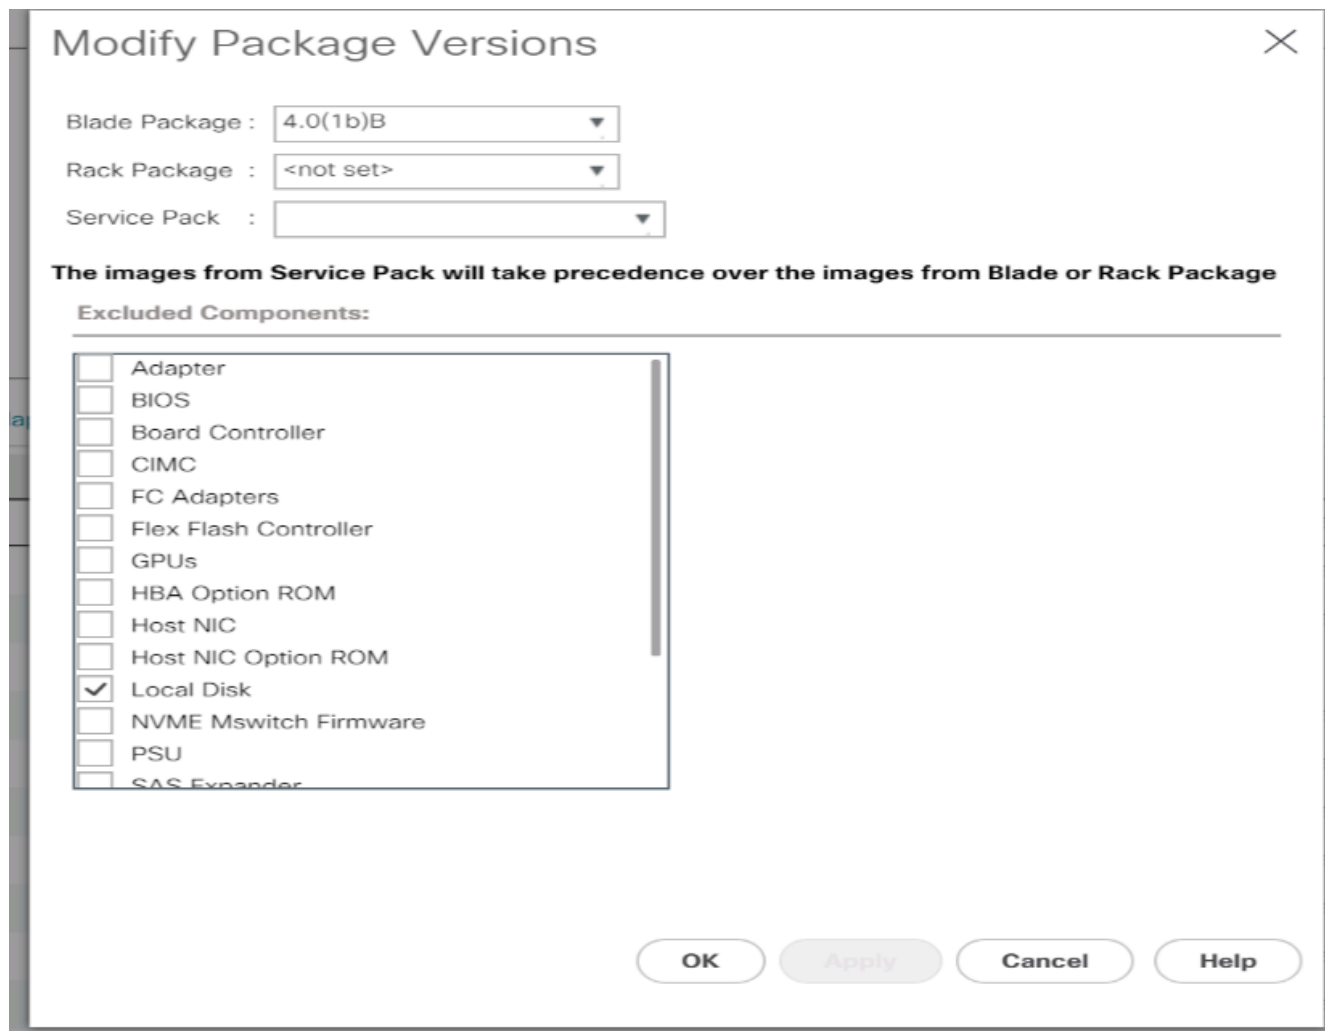 Modify Package Versions
Blade Package : 4.0(1b)B
Rack Package : <not set>
Service Pack :
The images from Service Pack will take precedence over the images from Blade or Rack Package
Excluded Components:
Adapter
BIOS
Board Controller
CIMC
FC Adapters
Flex Flash Controller
GPUs
HBA Option ROM
Host NIC
Host NIC Option ROM
Local Disk
NVME Mswitch Firmware
PSU
SAS Expander
OK Apply Cancel Help